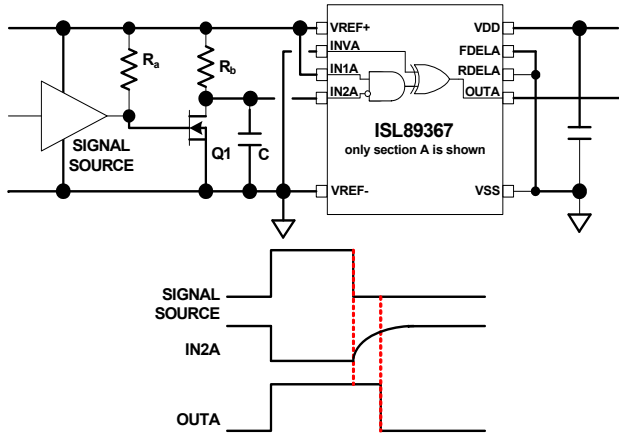 VREF+
INVA
IN1A
IN2A
VREF-
VDD
FDELA
RDELA
OUTA
VSS
ISL89367
only section A is shown
Ra
Rb
SIGNAL
SOURCE
Q1
C
SIGNAL
SOURCE
IN2A
OUTA